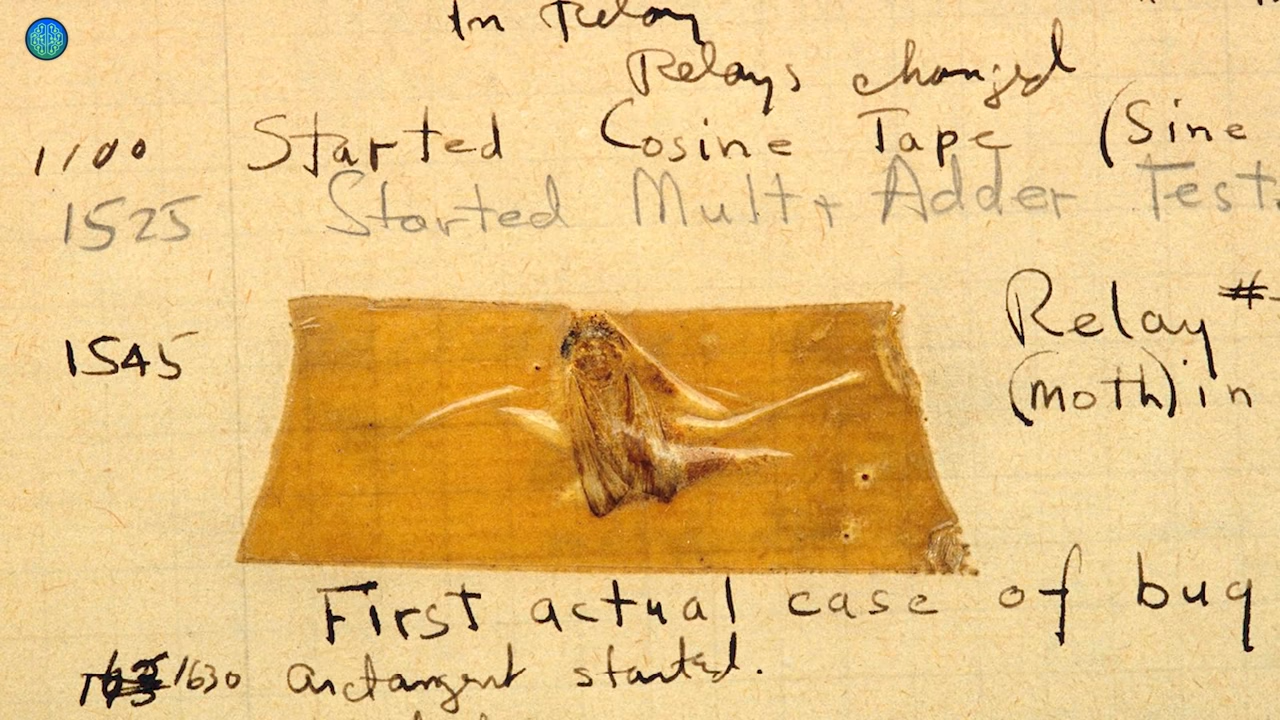 in relay
Relays changed
1100 Started Cosine Tape (Sine
1525 Started Mult+ Adder Test.
1545 Relay #
(moth) in
First actual case of bug
1630 arctangent started.